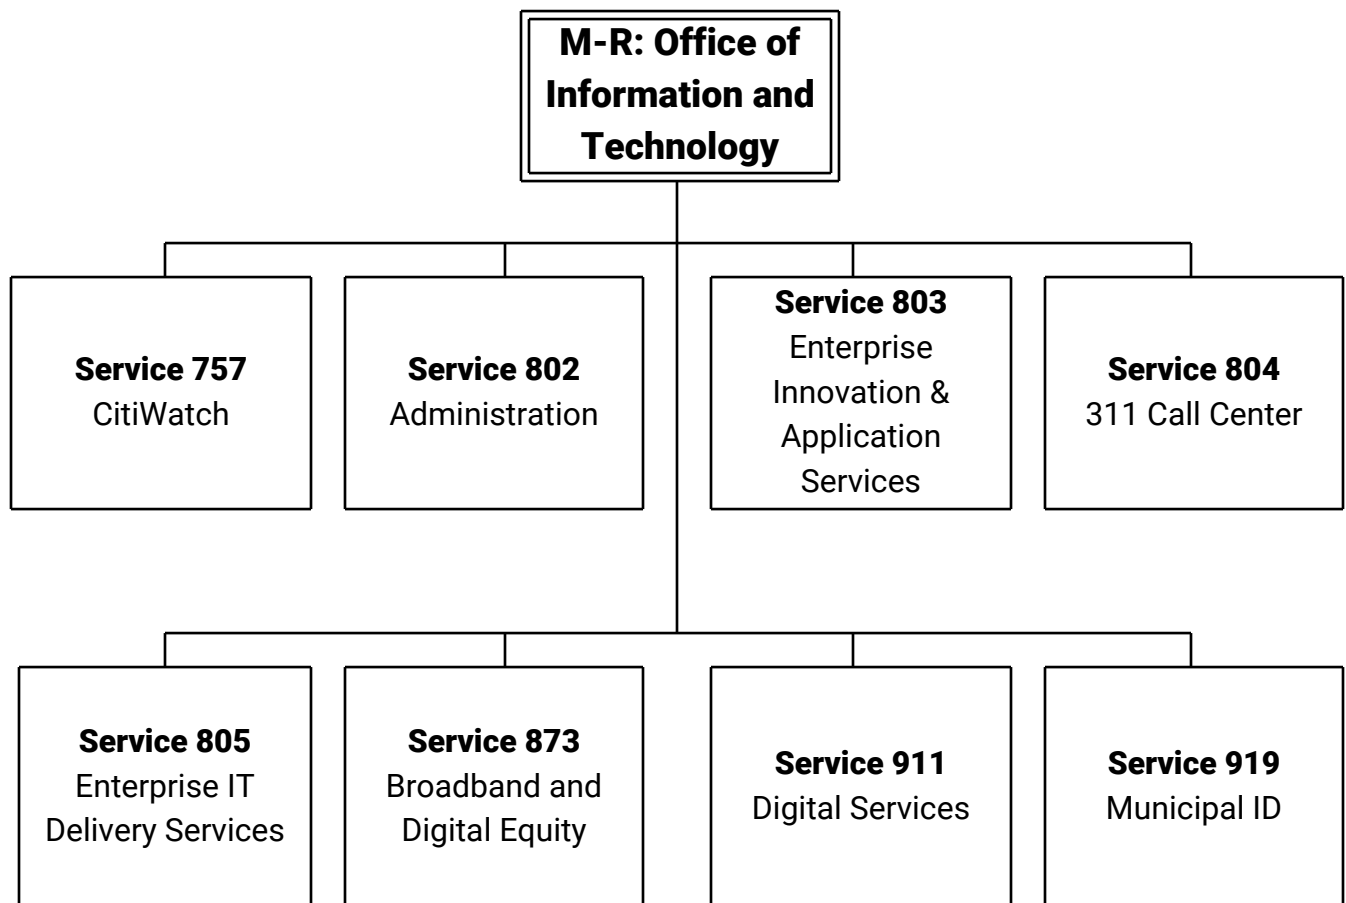 M-R: Office of
Information and
Technology
Service 757
CitiWatch
Service 802
Administration
Service 803
Enterprise
Innovation &
Application
Services
Service 804
311 Call Center
Service 805
Enterprise IT
Delivery Services
Service 873
Broadband and
Digital Equity
Service 911
Digital Services
Service 919
Municipal ID